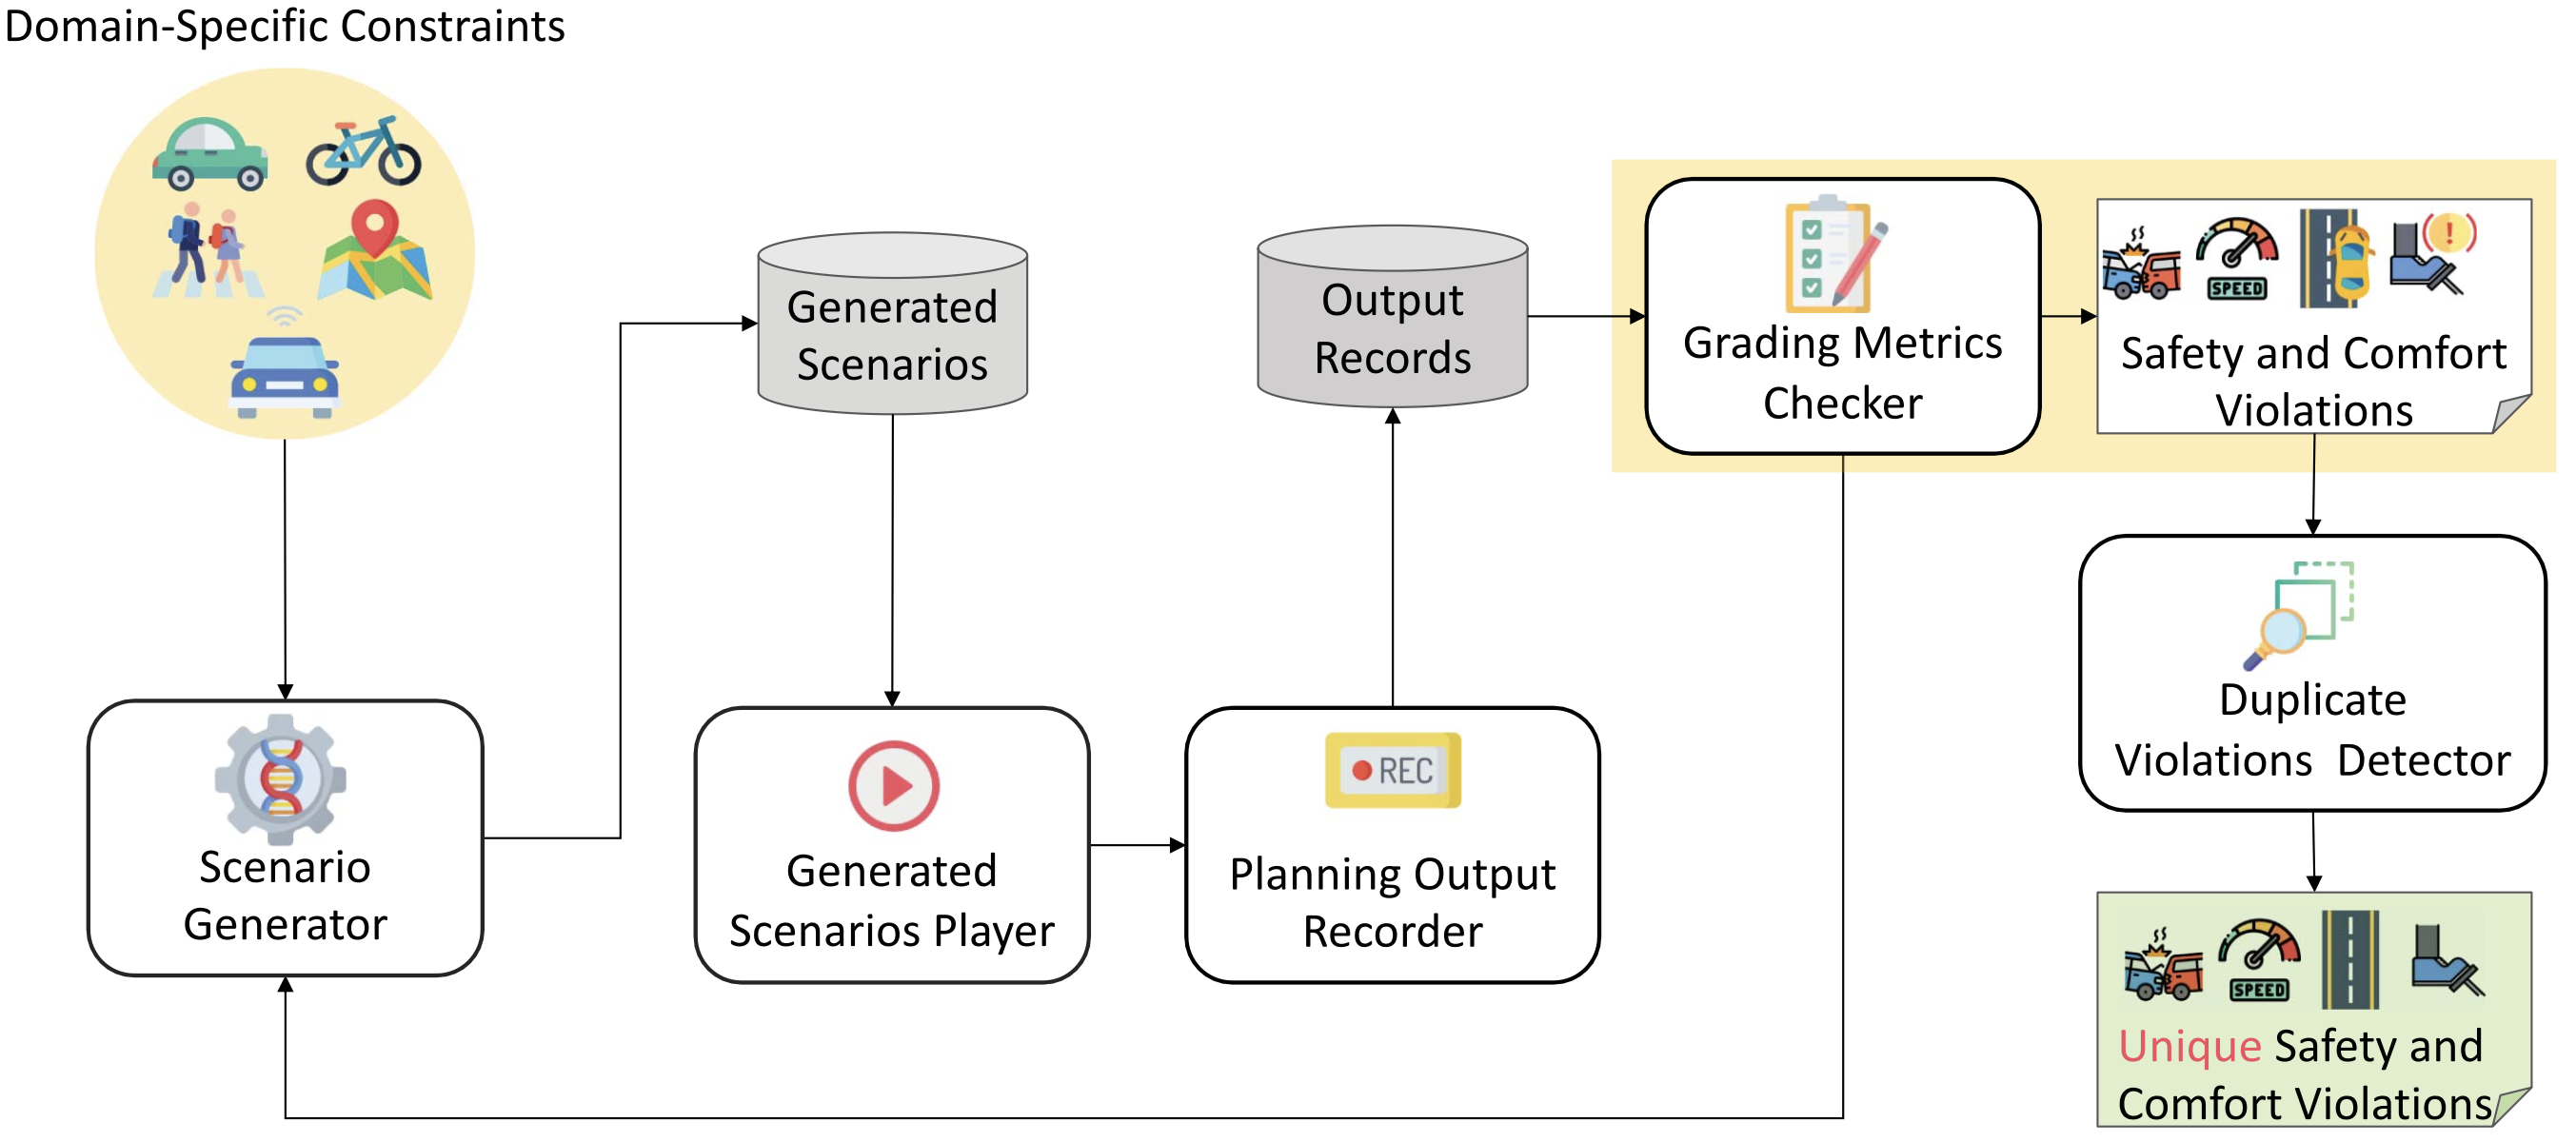 Domain-Specific Constraints
Generated
Scenarios
Output
Records
Grading Metrics
Checker
SPEED
Safety and Comfort
Violations
Scenario
Generator
Generated
Scenarios Player
REC
Planning Output
Recorder
Duplicate
Violations Detector
SPEED
Unique Safety and
Comfort Violations